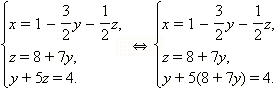 { x = 1 − 3/2 y − 1/2 z, ⇔ { x = 1 − 3/2 y − 1/2 z,
z = 8 + 7y, z = 8 + 7y,
y + 5z = 4. y + 5(8 + 7y) = 4.